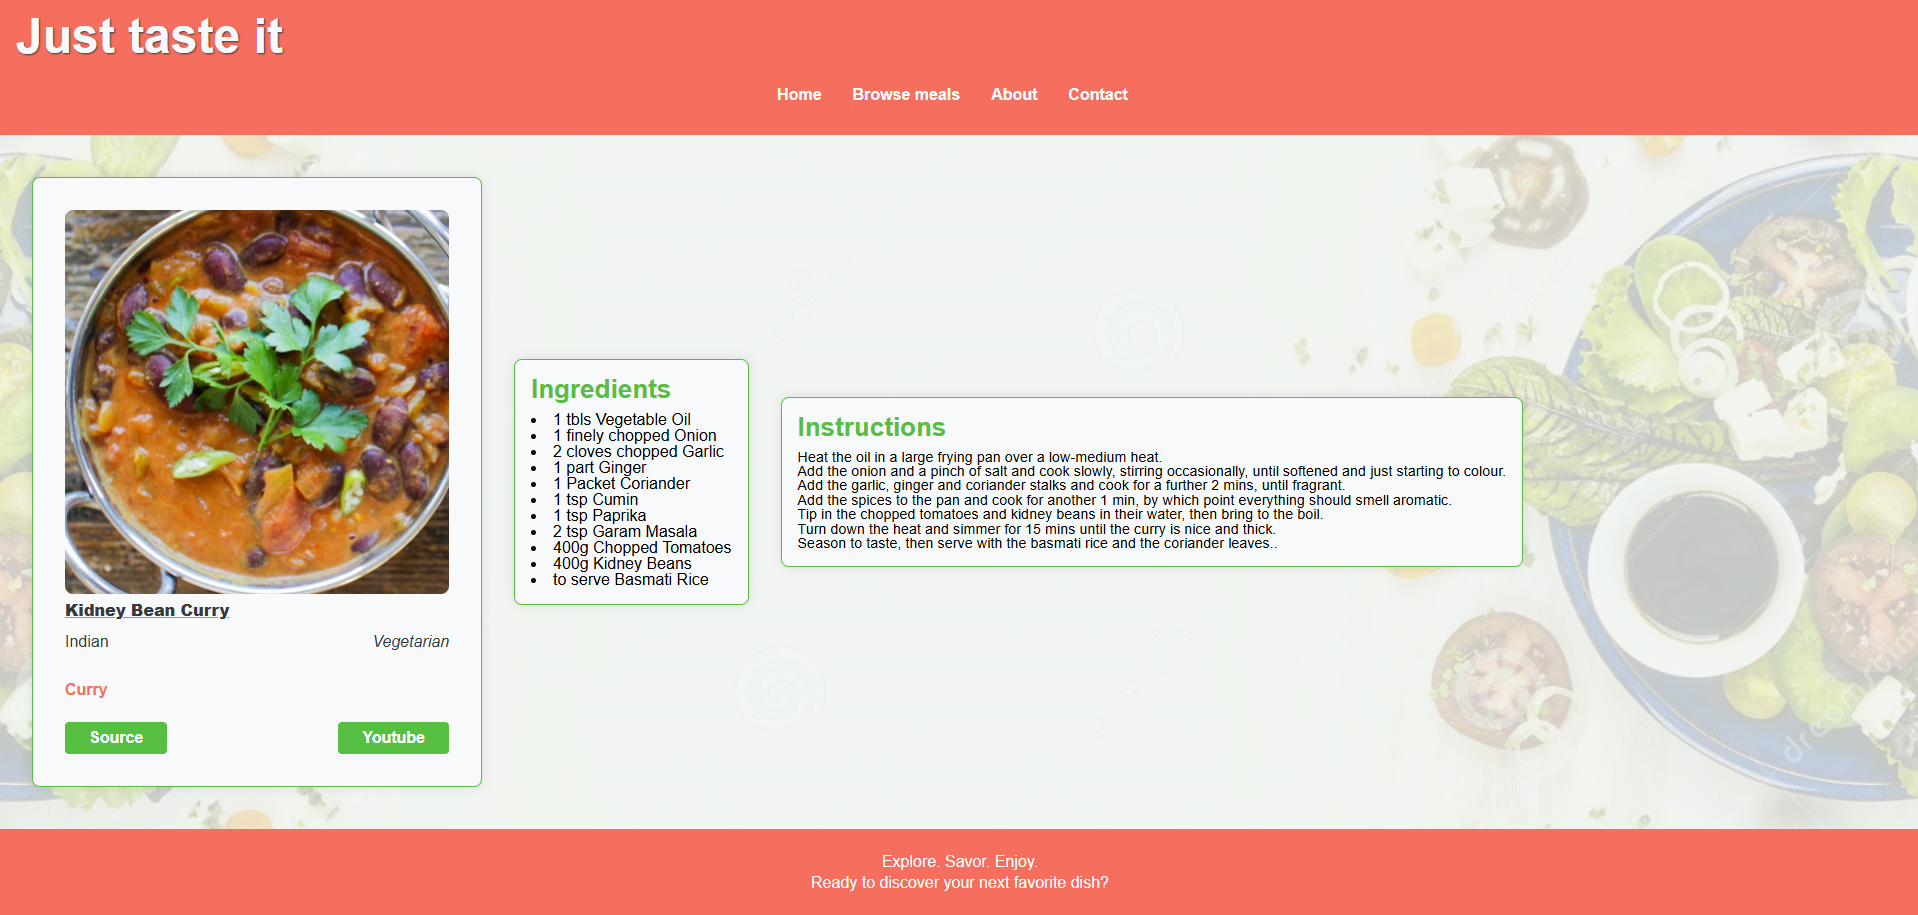 Just taste it
Home Browse meals About Contact
Kidney Bean Curry
Indian Vegetarian
Curry
Source Youtube
Ingredients
1 tbls Vegetable Oil
1 finely chopped Onion
2 cloves chopped Garlic
1 part Ginger
1 Packet Coriander
1 tsp Cumin
1 tsp Paprika
2 tsp Garam Masala
400g Chopped Tomatoes
400g Kidney Beans
to serve Basmati Rice
Instructions
Heat the oil in a large frying pan over a low-medium heat.
Add the onion and a pinch of salt and cook slowly, stirring occasionally, until softened and just starting to colour.
Add the garlic, ginger and coriander stalks and cook for a further 2 mins, until fragrant.
Add the spices to the pan and cook for another 1 min, by which point everything should smell aromatic.
Tip in the chopped tomatoes and kidney beans in their water, then bring to the boil.
Turn down the heat and simmer for 15 mins until the curry is nice and thick.
Season to taste, then serve with the basmati rice and the coriander leaves..
Explore. Savor. Enjoy.
Ready to discover your next favorite dish?